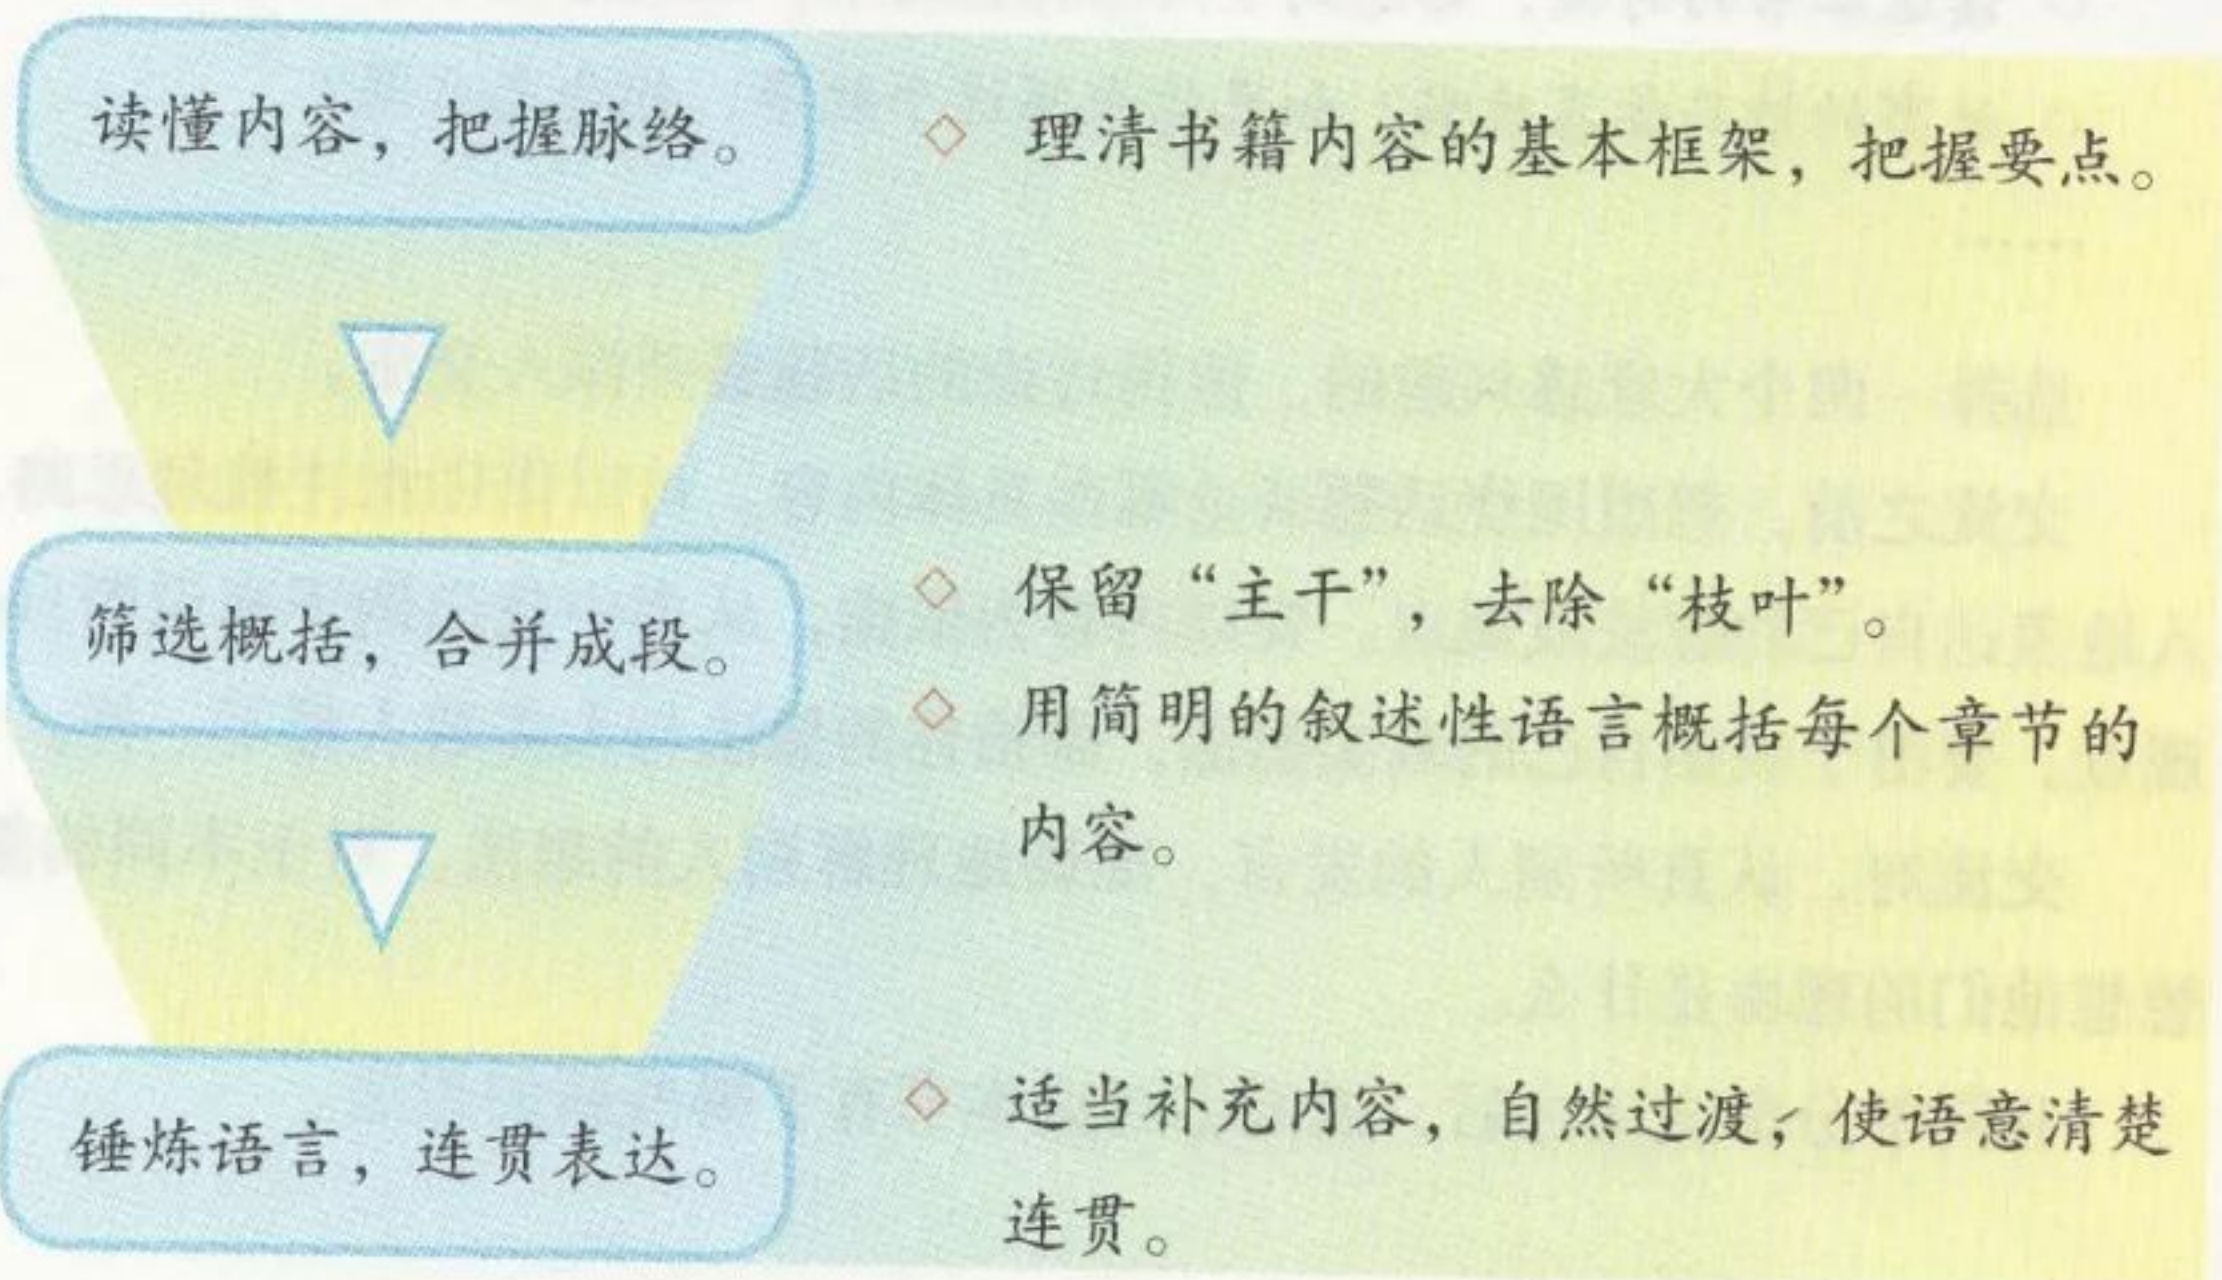 读懂内容，把握脉络。
◇ 理清书籍内容的基本框架，把握要点。
筛选概括，合并成段。
◇ 保留“主干”，去除“枝叶”。
◇ 用简明的叙述性语言概括每个章节的
内容。
锤炼语言，连贯表达。
◇ 适当补充内容，自然过渡，使语意清楚
连贯。